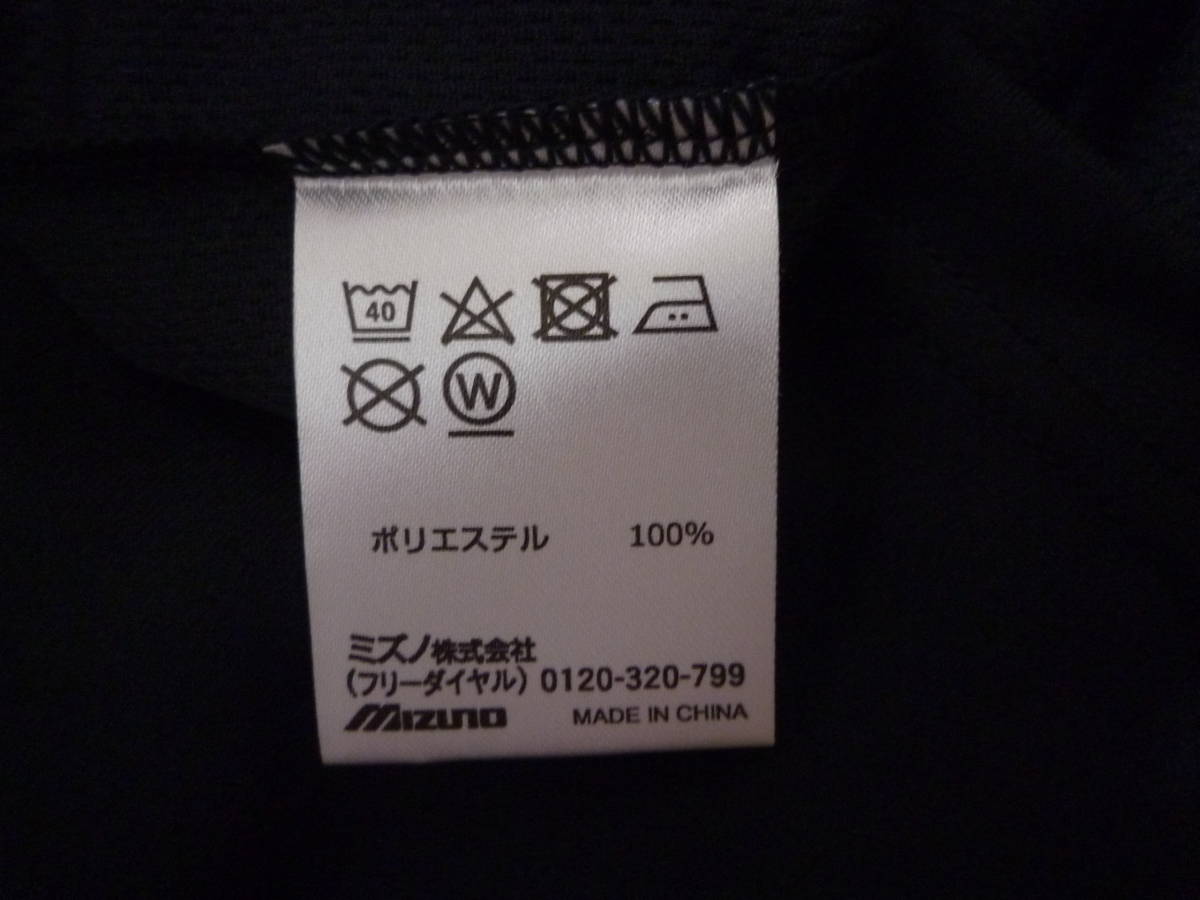 40
W
ポリエステル 100%
ミズノ株式会社
(フリーダイヤル) 0120-320-799
MIZUNO MADE IN CHINA